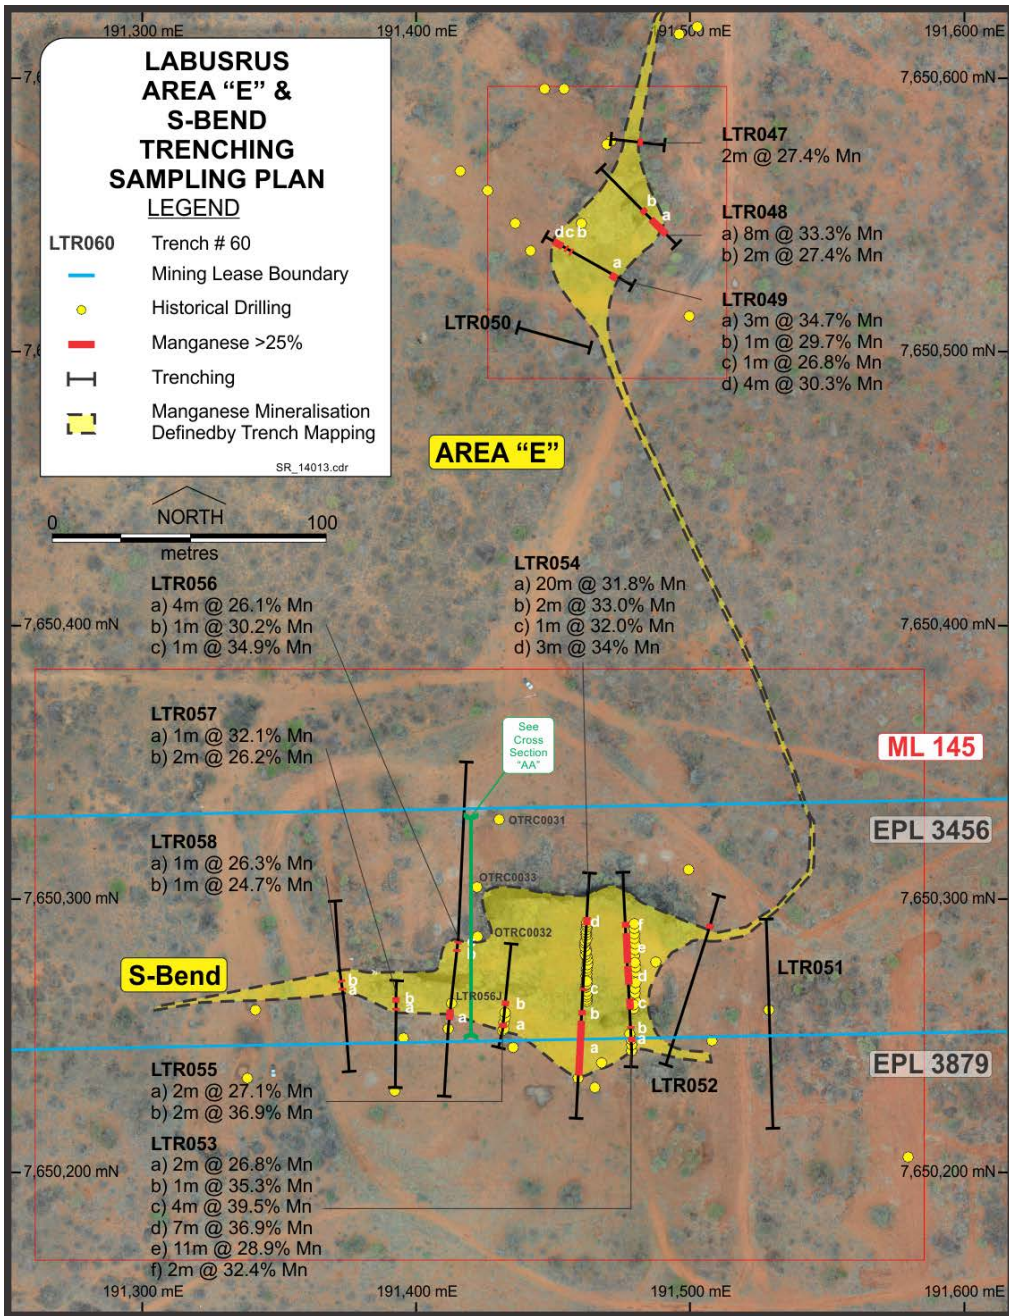 191,300 mE
191,400 mE
191,500 mE
191,600 mE
LABUSRUS
AREA “E” &
S-BEND
TRENCHING
SAMPLING PLAN
LEGEND
LTR060 Trench # 60
Mining Lease Boundary
Historical Drilling
Manganese >25%
Trenching
Manganese Mineralisation
Definedby Trench Mapping
SR_14013.cdr
NORTH
0 100
metres
7,650,600 mN
LTR047
2m @ 27.4% Mn
b
a
LTR048
a) 8m @ 33.3% Mn
b) 2m @ 27.4% Mn
d c b
a
LTR049
a) 3m @ 34.7% Mn
b) 1m @ 29.7% Mn
c) 1m @ 26.8% Mn
d) 4m @ 30.3% Mn
LTR050
7,650,500 mN
AREA “E”
LTR054
a) 20m @ 31.8% Mn
b) 2m @ 33.0% Mn
c) 1m @ 32.0% Mn
d) 3m @ 34% Mn
LTR056
a) 4m @ 26.1% Mn
b) 1m @ 30.2% Mn
c) 1m @ 34.9% Mn
7,650,400 mN
7,650,400 mN
LTR057
a) 1m @ 32.1% Mn
b) 2m @ 26.2% Mn
See
Cross
Section
“AA”
ML 145
EPL 3456
OTRC0031
LTR058
a) 1m @ 26.3% Mn
b) 1m @ 24.7% Mn
OTRC0033
7,650,300 mN
7,650,300 mN
OTRC0032
d
f
b
e
S-Bend
LTR051
b
a
b
a
LTR056J
a
b
a
d
c
b
a
c
b
a
EPL 3879
LTR052
LTR055
a) 2m @ 27.1% Mn
b) 2m @ 36.9% Mn
LTR053
a) 2m @ 26.8% Mn
b) 1m @ 35.3% Mn
c) 4m @ 39.5% Mn
d) 7m @ 36.9% Mn
e) 11m @ 28.9% Mn
f) 2m @ 32.4% Mn
7,650,200 mN
7,650,200 mN
191,300 mE
191,400 mE
191,500 mE
191,600 mE